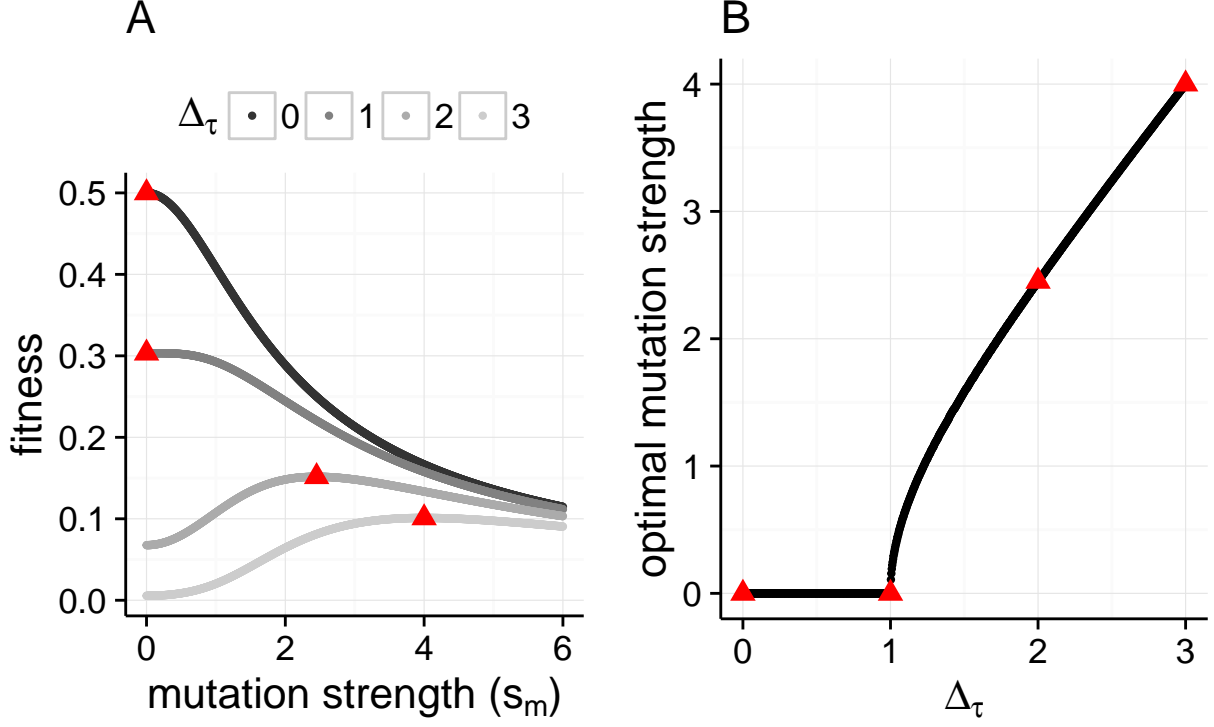 A
Δτ 0 1 2 3
0.5
0.4
0.3
0.2
0.1
0.0
fitness
0 2 4 6
mutation strength (sm)
B
4
3
2
1
0
optimal mutation strength
0 1 2 3
Δτ